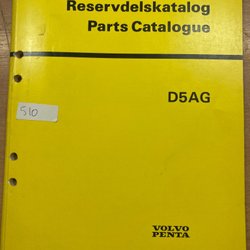 Reservdelskatalog
Parts Catalogue
D5AG
510
VOLVO
PENTA